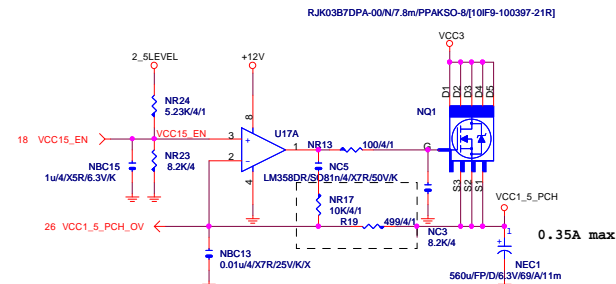 RJK03B7DPA-00/N/7.8m/PPAKSO-8/[10IF9-100397-21R]
VCC3
2_5LEVEL
+12V
D1
D2
D3
D4
D5
NR24
5.23K/4/1
8
U17A
NQ1
18 VCC15_EN
VCC15_EN
3
+
1
NR13
100/4/1
G
2
-
NBC15
1u/4/X5R/6.3V/K
NR23
8.2K/4
4
NC5
LM358DR/SO81n/4/X7R/50V/K
S3
S2
S1
VCC1_5_PCH
NR17
10K/4/1
26 VCC1_5_PCH_OV
R19
499/4/1
NC3
8.2K/4
1
+
0.35A max
NBC13
0.01u/4/X7R/25V/K/X
NEC1
560u/FP/D/6.3V/69/A/11m